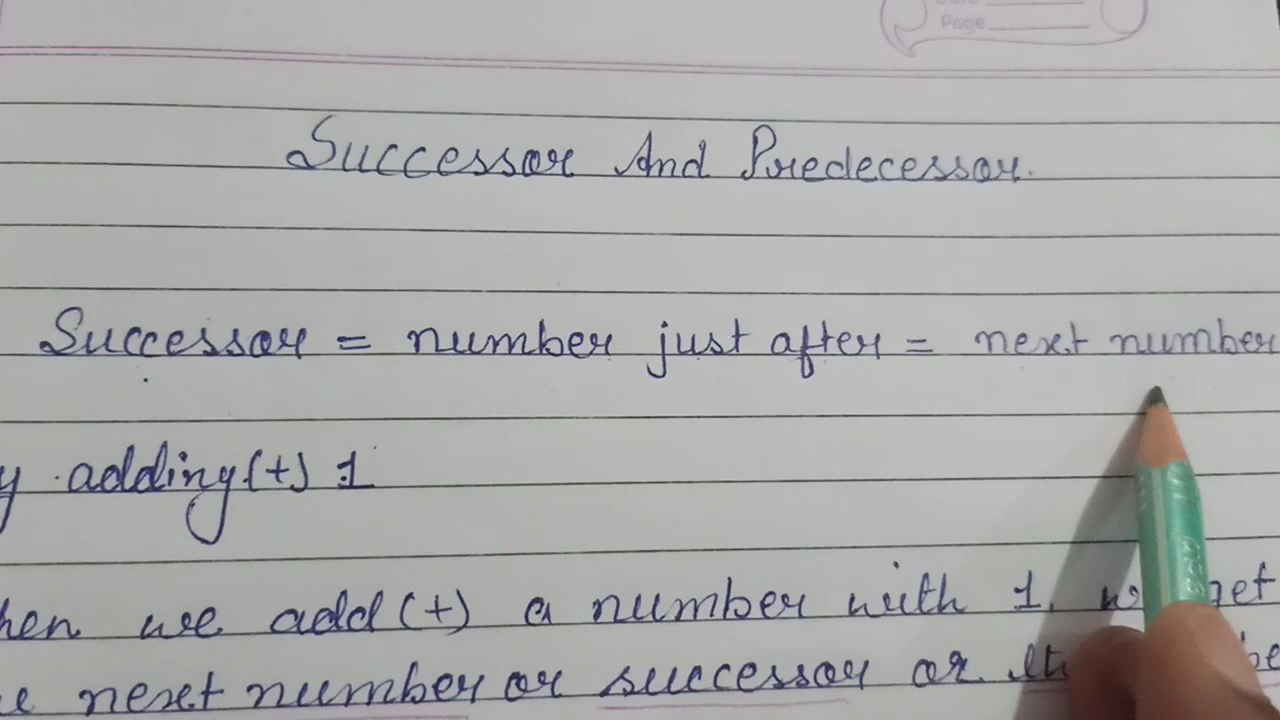 Page
Successor And Predecessor.
Successor = number just after = next number
adding(+) 1
we add (+) a number with 1,
next number or successor or